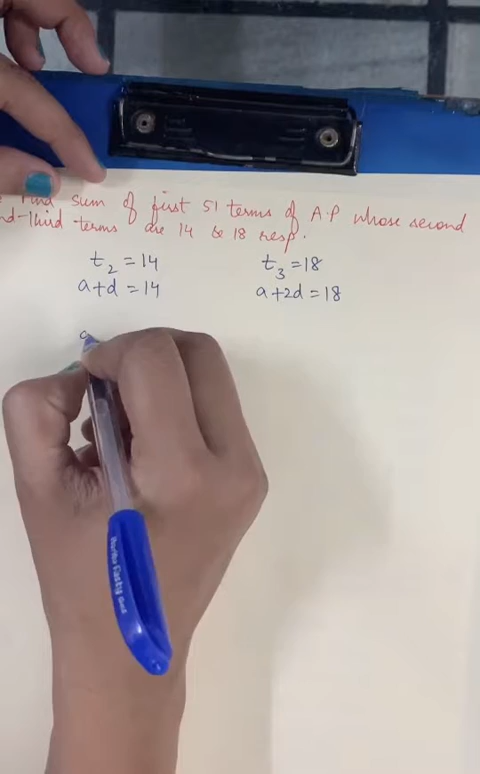 Find sum of first 51 terms of A.P whose second
nd-third terms are 14 & 18 resp.
t₂ = 14 t₃ = 18
a+d = 14 a+2d = 18
a